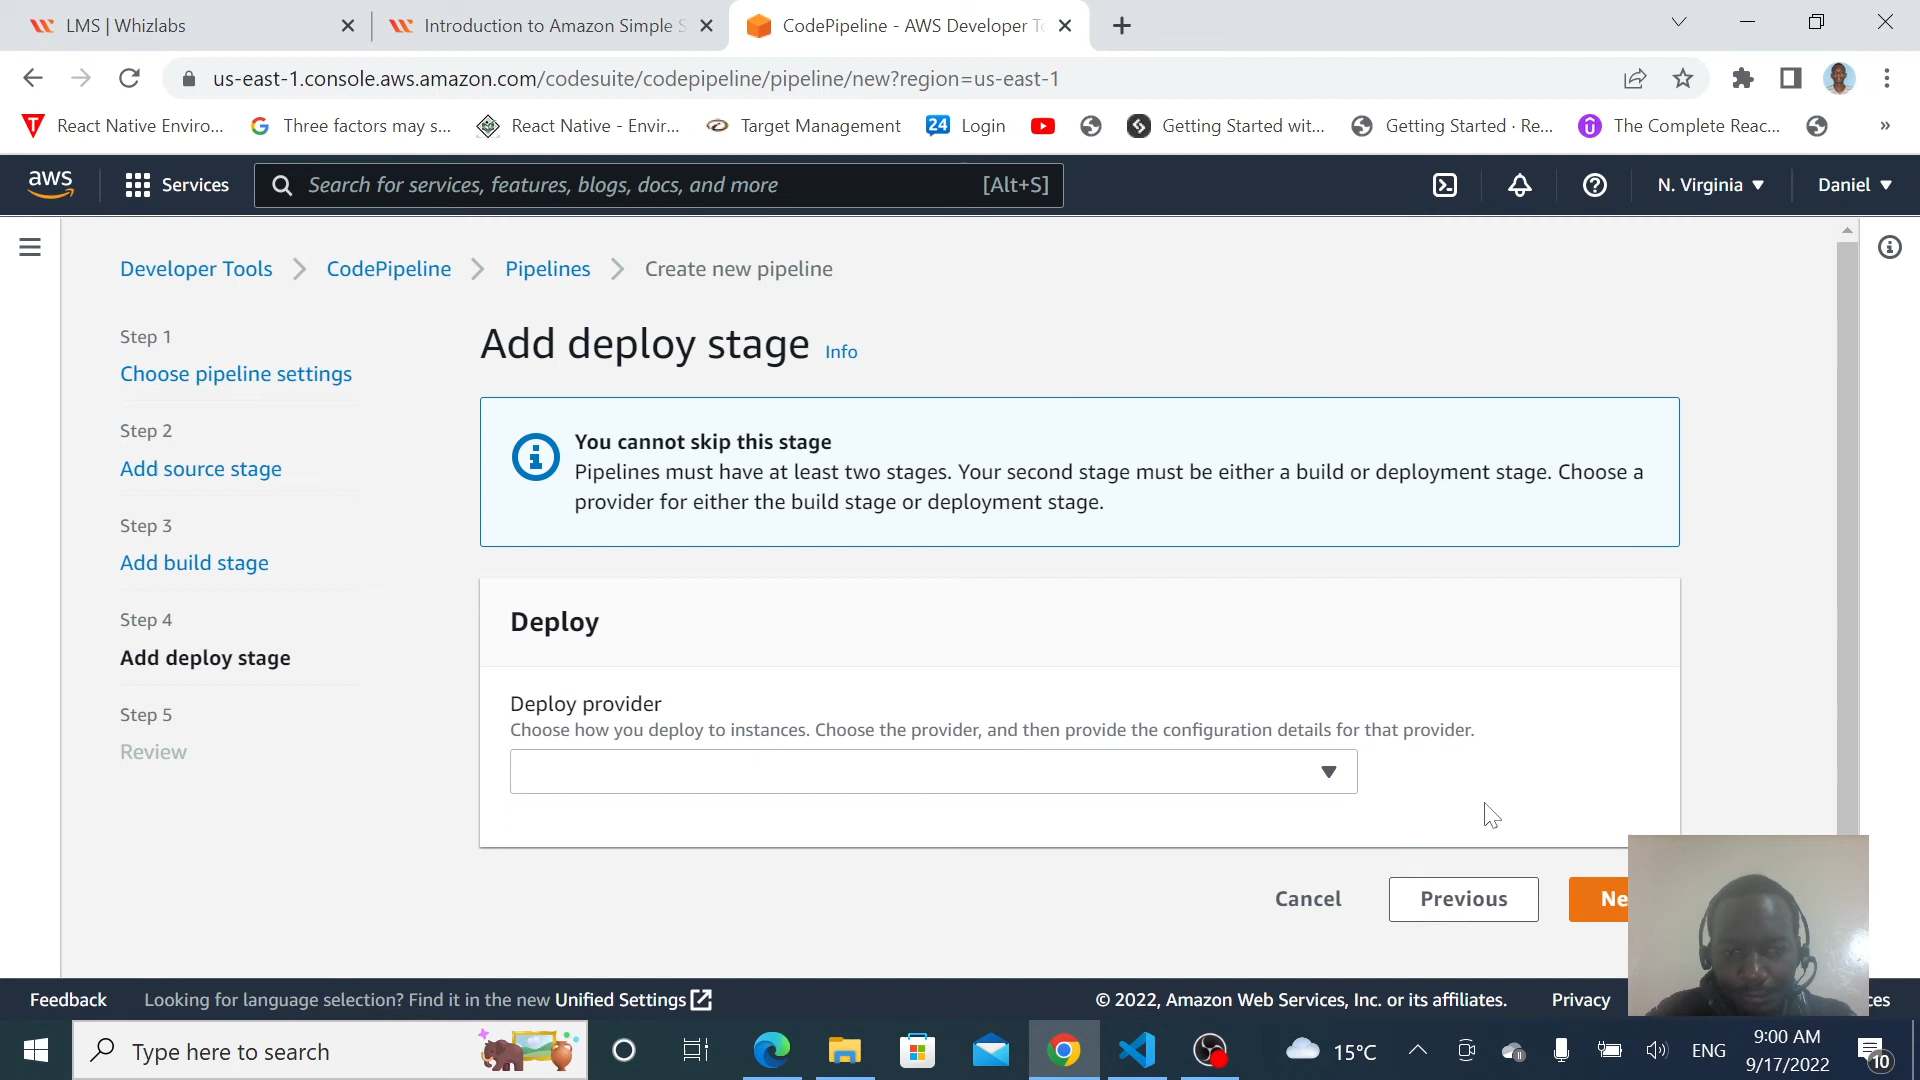 LMS | Whizlabs
Introduction to Amazon Simple S
CodePipeline - AWS Developer To
us-east-1.console.aws.amazon.com/codesuite/codepipeline/pipeline/new?region=us-east-1
React Native Enviro...
Three factors may s...
React Native - Envir...
Target Management
24
Login
Getting Started wit...
Getting Started · Re...
The Complete Reac...
»
aws
Services
Search for services, features, blogs, docs, and more
[Alt+S]
N. Virginia
Daniel
Developer Tools
CodePipeline
Pipelines
Create new pipeline
Step 1
Choose pipeline settings
Step 2
Add source stage
Step 3
Add build stage
Step 4
Add deploy stage
Step 5
Review
Add deploy stage
Info
You cannot skip this stage
Pipelines must have at least two stages. Your second stage must be either a build or deployment stage. Choose a
provider for either the build stage or deployment stage.
Deploy
Deploy provider
Choose how you deploy to instances. Choose the provider, and then provide the configuration details for that provider.
Cancel
Previous
Ne
Feedback
Looking for language selection? Find it in the new Unified Settings
© 2022, Amazon Web Services, Inc. or its affiliates.
Privacy
ces
Type here to search
15°C
ENG
9:00 AM
9/17/2022
10